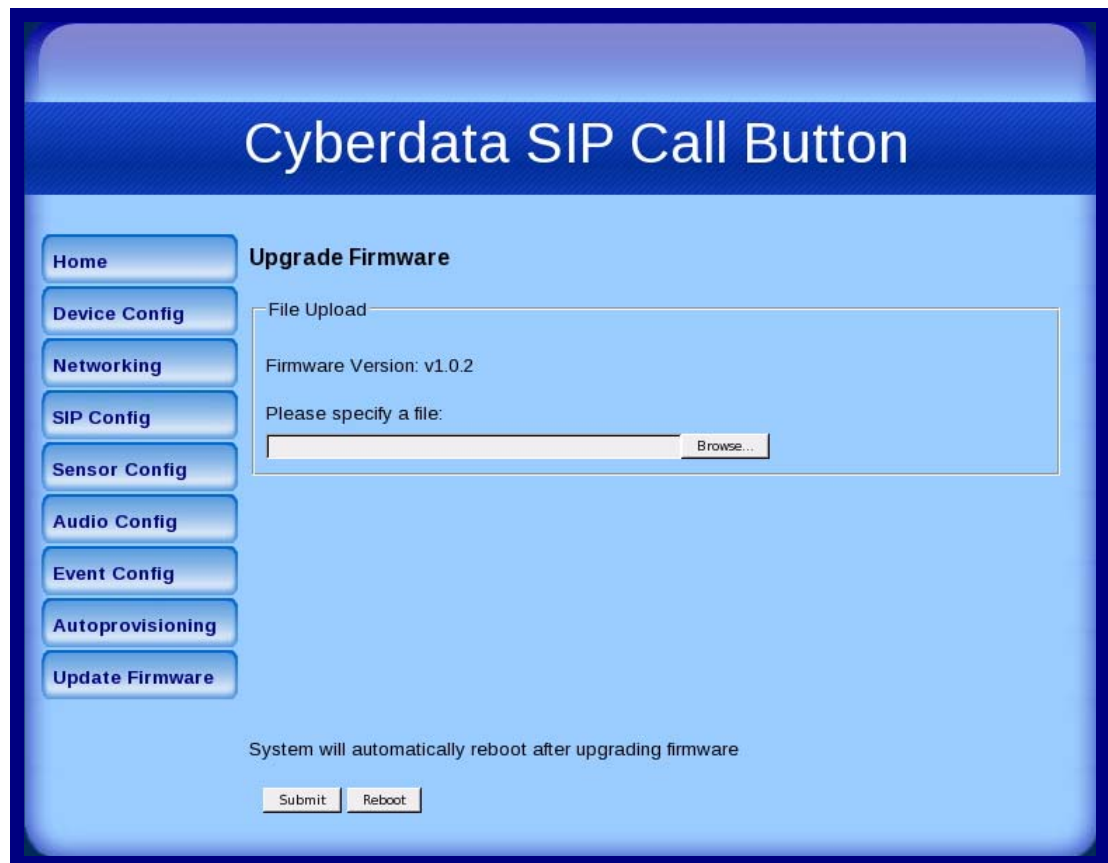 Cyberdata SIP Call Button
Home
Device Config
Networking
SIP Config
Sensor Config
Audio Config
Event Config
Autoprovisioning
Update Firmware
Upgrade Firmware
File Upload
Firmware Version: v1.0.2
Please specify a file:
Browse...
System will automatically reboot after upgrading firmware
Submit Reboot